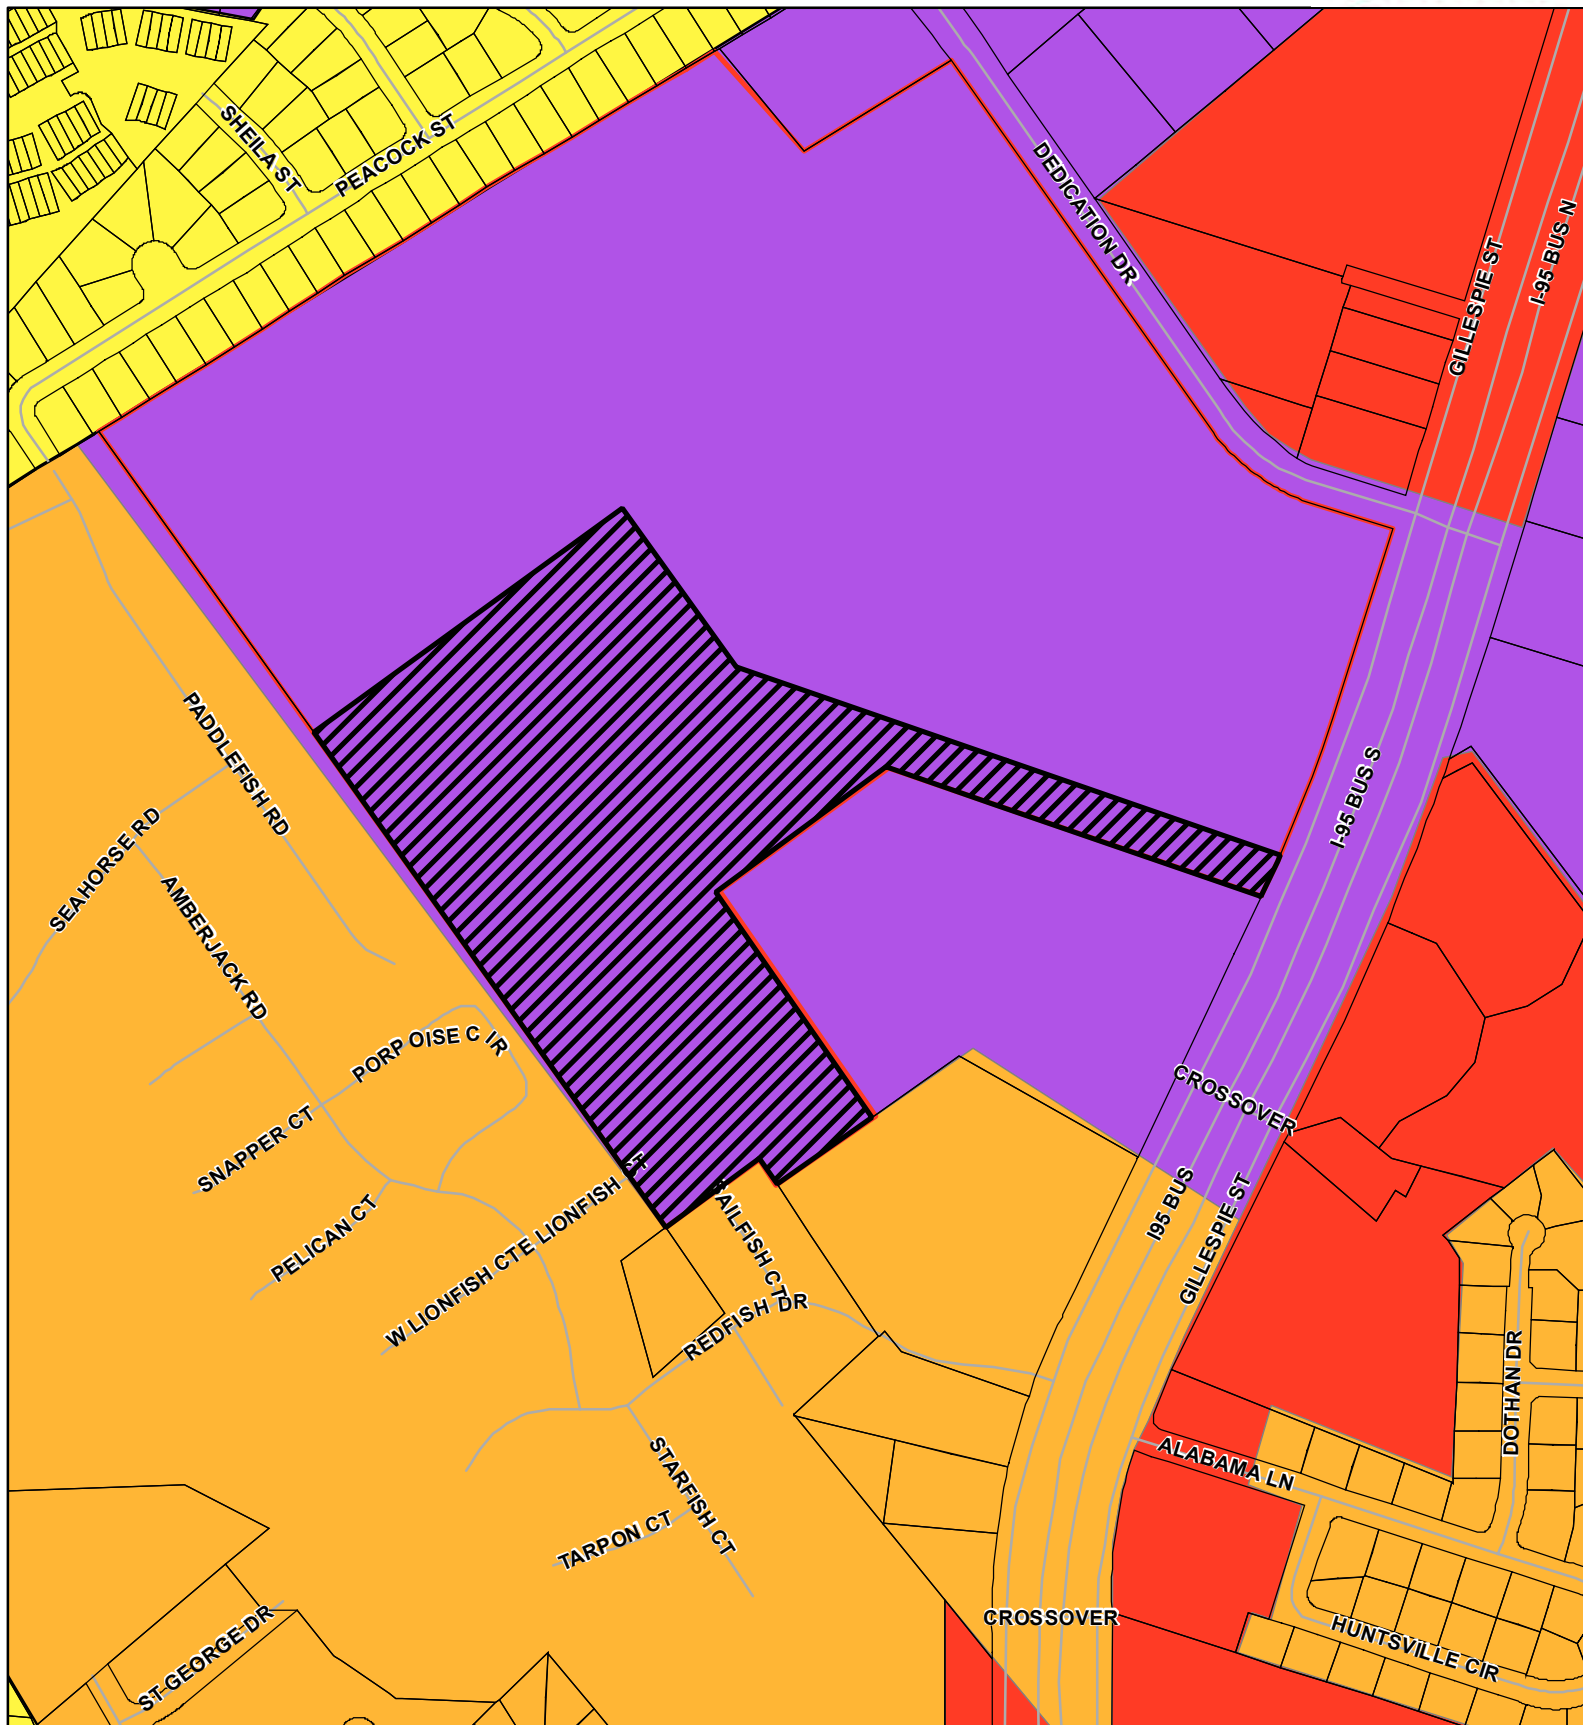 SHEILA ST
PEACOCK ST
DEDICATION DR
GILLESPIE ST
I-95 BUS N
PADDLEFISH RD
I-95 BUS S
SEAHORSE RD
AMBERJACK RD
PORPOISE CIR
SNAPPER CT
CROSSOVER
PELICAN CT
W LIONFISH CT
E LIONFISH CT
SAILFISH CT
I95 BUS
GILLESPIE ST
REDFISH DR
DOTHAN DR
STARFISH CT
ALABAMA LN
TARPON CT
CROSSOVER
HUNTSVILLE CIR
ST GEORGE DR